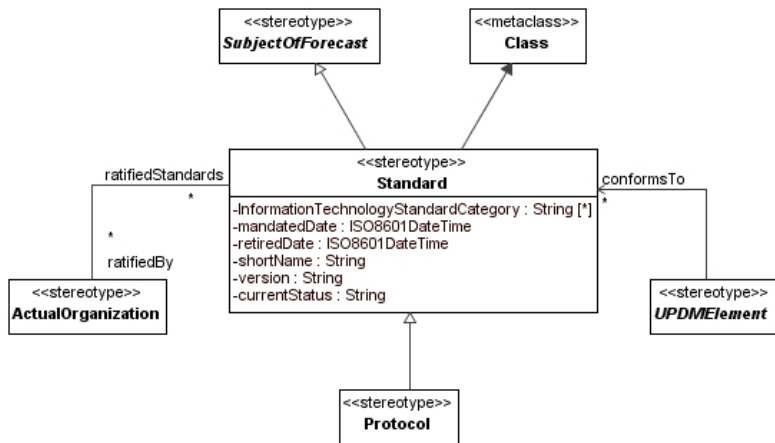 <<stereotype>>
SubjectOfForecast
<<metaclass>>
Class
<<stereotype>>
Standard
-InformationTechnologyStandardCategory : String [*]
-mandatedDate : ISO8601DateTime
-retiredDate : ISO8601DateTime
-shortName : String
-version : String
-currentStatus : String
ratifiedStandards
*
*
ratifiedBy
conformsTo
*
<<stereotype>>
ActualOrganization
<<stereotype>>
UPDMElement
<<stereotype>>
Protocol